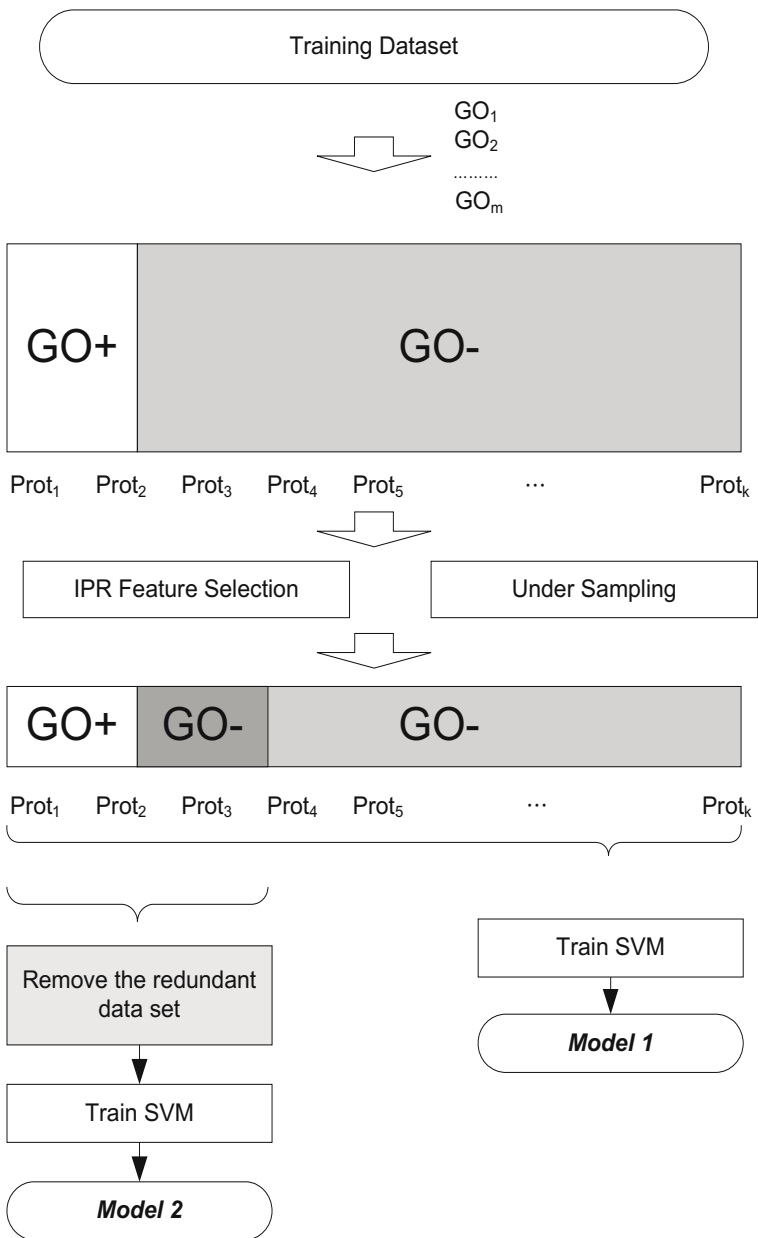 Training Dataset
GO₁
GO₂
.........
GOₘ
GO+ GO-
Prot₁ Prot₂ Prot₃ Prot₄ Prot₅ ... Protₖ
IPR Feature Selection Under Sampling
GO+ GO- GO-
Prot₁ Prot₂ Prot₃ Prot₄ Prot₅ ... Protₖ
Train SVM
Model 1
Remove the redundant
data set
Train SVM
Model 2